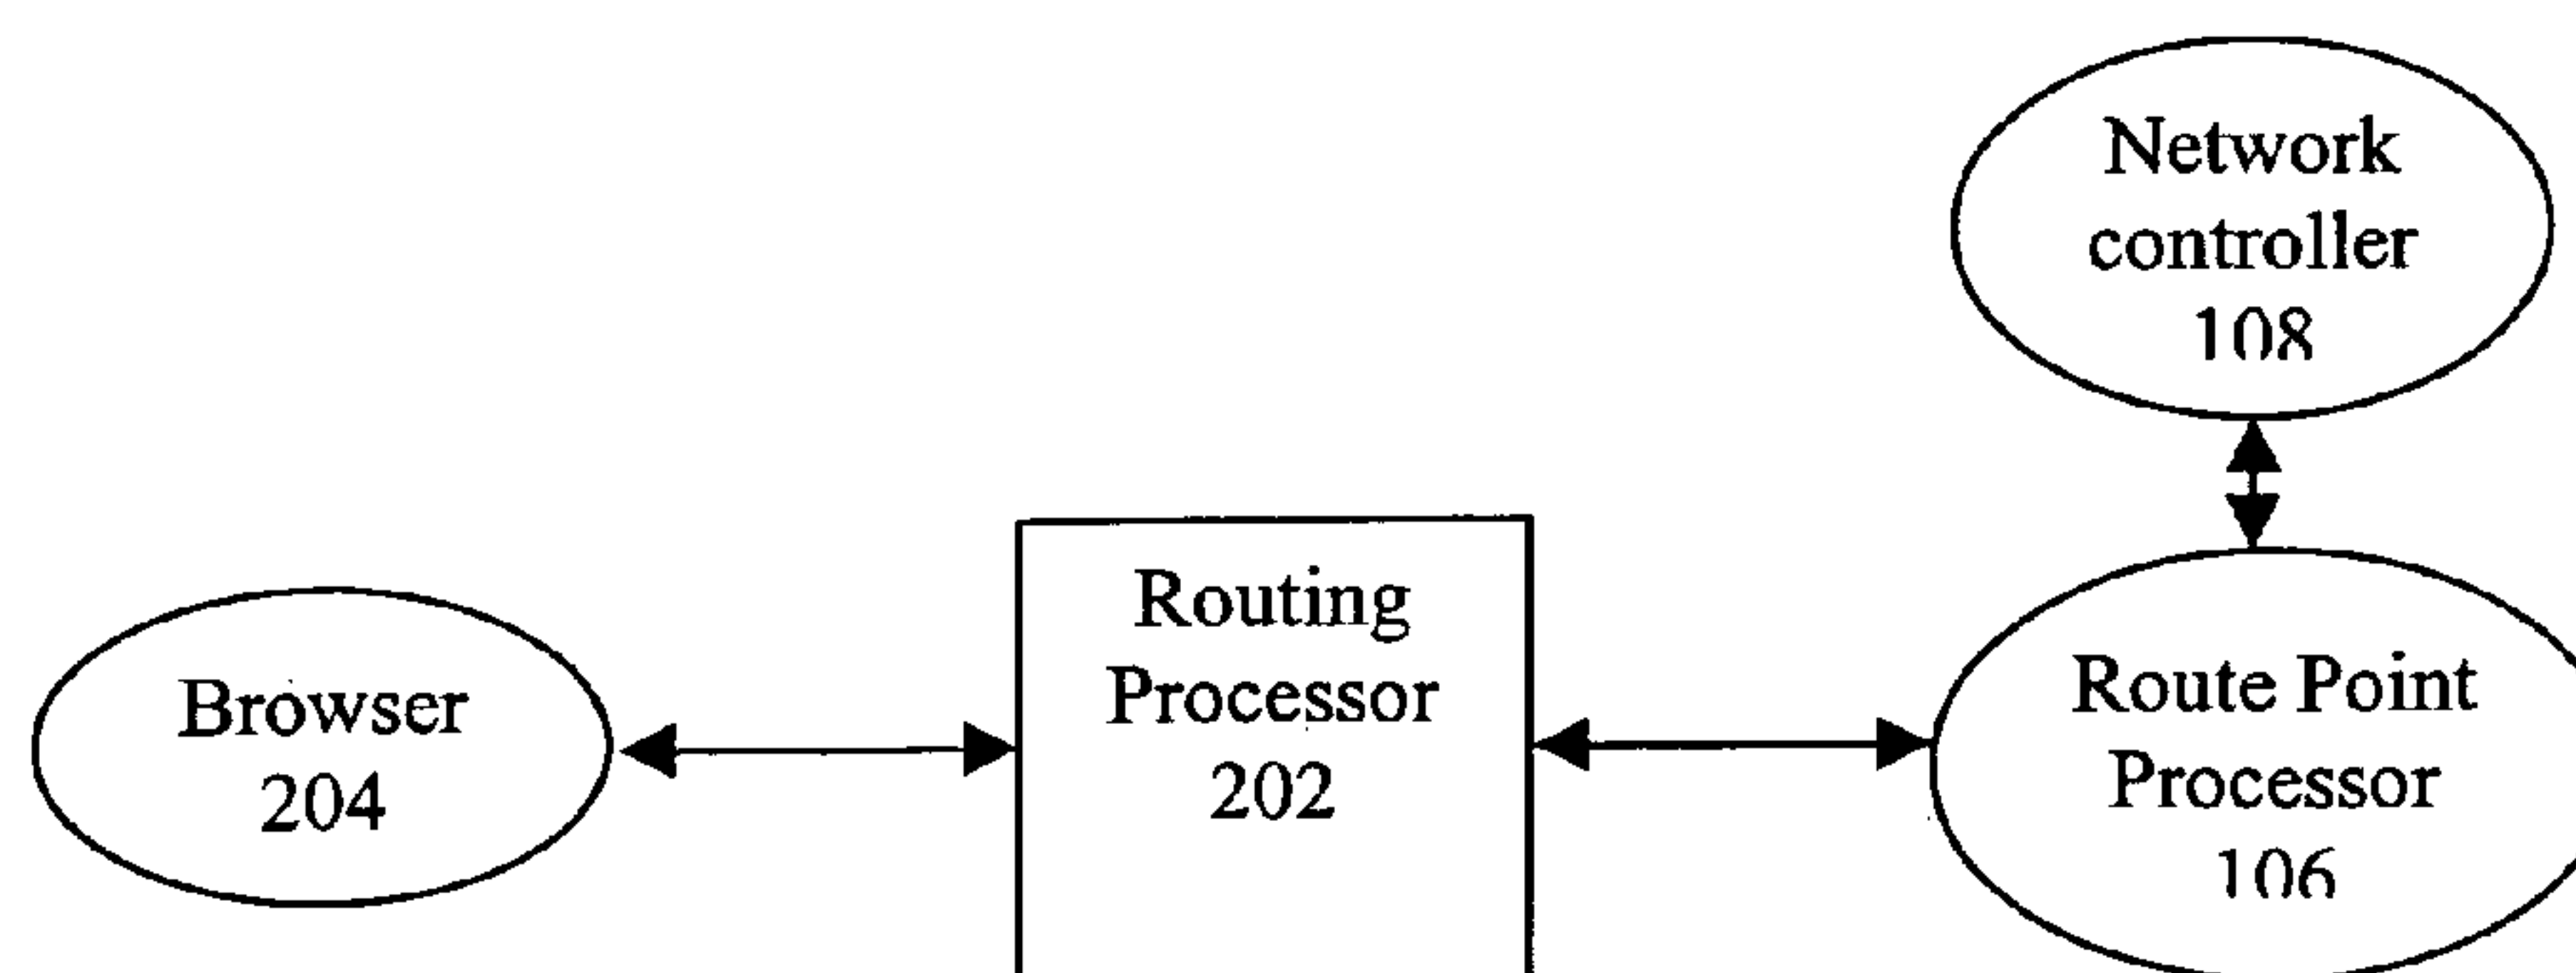 Network
controller
108
Routing
Processor
202
Browser
204
Route Point
Processor
106